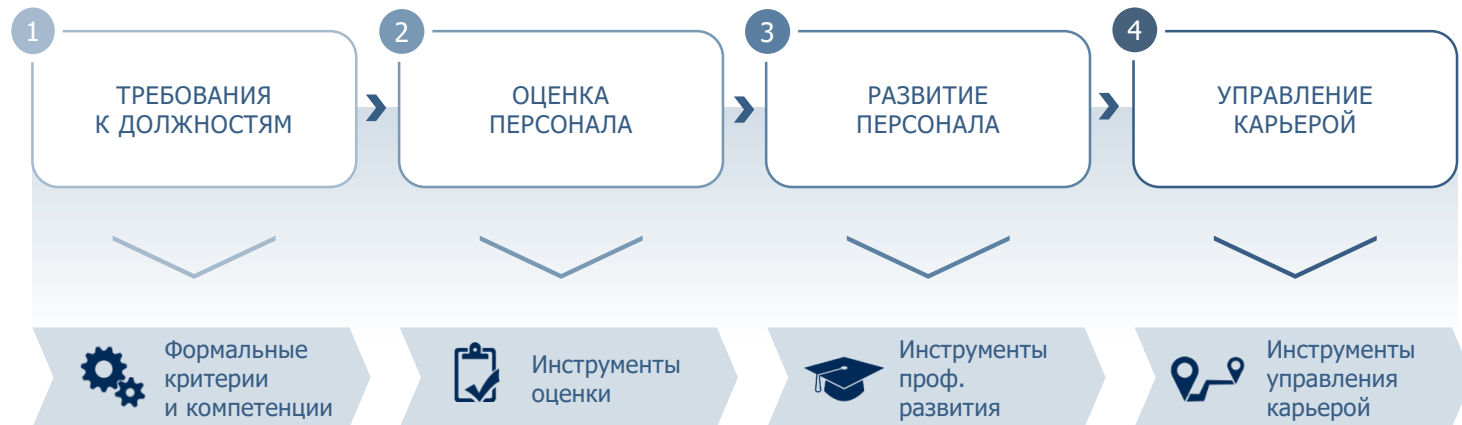 1
ТРЕБОВАНИЯ
К ДОЛЖНОСТЯМ
2
ОЦЕНКА
ПЕРСОНАЛА
3
РАЗВИТИЕ
ПЕРСОНАЛА
4
УПРАВЛЕНИЕ
КАРЬЕРОЙ
Формальные
критерии
и компетенции
Инструменты
оценки
Инструменты
проф.
развития
Инструменты
управления
карьерой